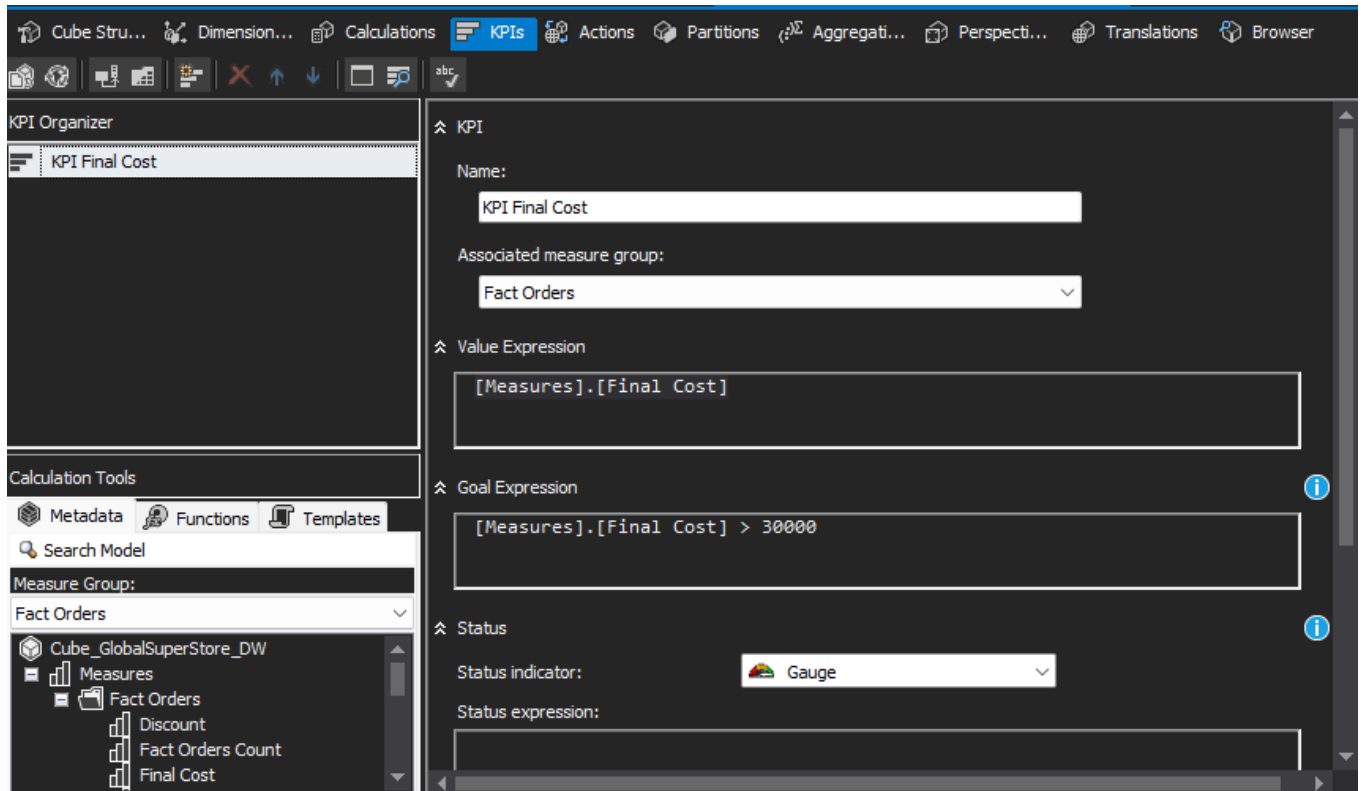 Cube Stru... Dimension... Calculations KPIs Actions Partitions Aggregati... Perspecti... Translations Browser
abc
KPI Organizer
KPI Final Cost
KPI
Name:
KPI Final Cost
Associated measure group:
Fact Orders
Value Expression
[Measures].[Final Cost]
Goal Expression
[Measures].[Final Cost] > 30000
Status
Status indicator: Gauge
Status expression:
Calculation Tools
Metadata Functions Templates
Search Model
Measure Group:
Fact Orders
Cube_GlobalSuperStore_DW
Measures
Fact Orders
Discount
Fact Orders Count
Final Cost